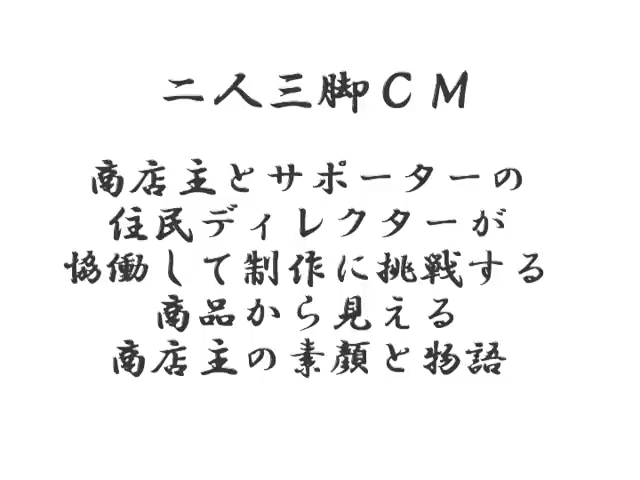 二人三脚ＣＭ
商店主とサポーターの
住民ディレクターが
協働して制作に挑戦する
商品から見える
商店主の素顔と物語